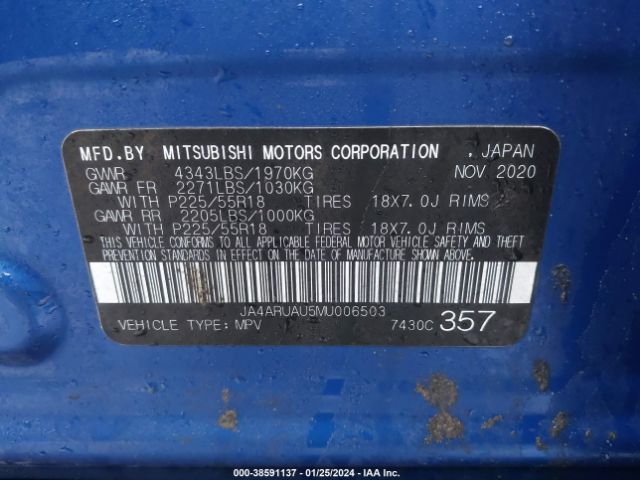 MFD.BY MITSUBISHI MOTORS CORPORATION , JAPAN
GVWR 4343LBS/1970KG NOV 2020
GAWR FR 2271LBS/1030KG
WITH P225/55R18 TIRES 18X7.0J RIMS
GAWR RR 2205LBS/1000KG
WITH P225/55R18 TIRES 18X7.0J RIMS
THIS VEHICLE CONFORMS TO ALL APPLICABLE FEDERAL MOTOR VEHICLE SAFETY AND THEFT
PREVENTION STANDARDS IN EFFECT ON THE DATE OF MANUFACTURE SHOWN ABOVE.
JA4ARUAU5MU006503
VEHICLE TYPE: MPV 7430C 357
000-38591137 - 01/25/2024 - IAA Inc.